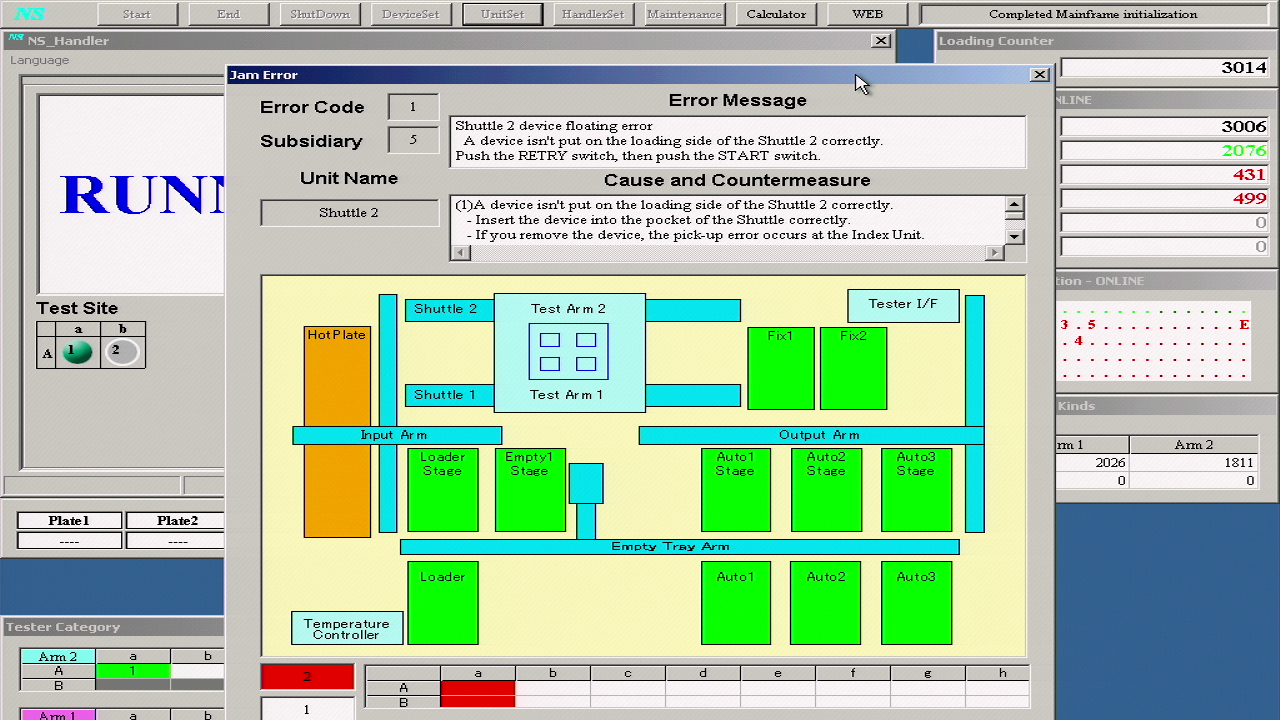 NS
Start
End
ShutDown
DeviceSet
UnitSet
HandlerSet
Maintenance
Calculator
WEB
Completed Mainframe initialization
NS NS_Handler
Language
RUNN
Test Site
a b
A 1 2
Plate1 Plate2
---- ----
Tester Category
Arm 2 a b
A 1
B
Arm 1 a b
Jam Error
Error Code 1
Subsidiary 5
Unit Name
Shuttle 2
Error Message
Shuttle 2 device floating error
A device isn't put on the loading side of the Shuttle 2 correctly.
Push the RETRY switch, then push the START switch.
Cause and Countermeasure
(1)A device isn't put on the loading side of the Shuttle 2 correctly.
- Insert the device into the pocket of the Shuttle correctly.
- If you remove the device, the pick-up error occurs at the Index Unit.
Shuttle 2
Test Arm 2
Tester I/F
HotPlate
Fix1
Fix2
Shuttle 1
Test Arm 1
Input Arm
Output Arm
Loader
Stage
Empty1
Stage
Auto1
Stage
Auto2
Stage
Auto3
Stage
Empty Tray Arm
Loader
Auto1
Auto2
Auto3
Temperature
Controller
2
1
a b c d e f g h
A
B
Loading Counter
3014
NLINE
3006
2076
431
499
0
0
tion - ONLINE
3 . 5 . . . . . . . . . . E
. 4 . . . . . . . . . . .
Kinds
rm 1 Arm 2
2026 1811
0 0